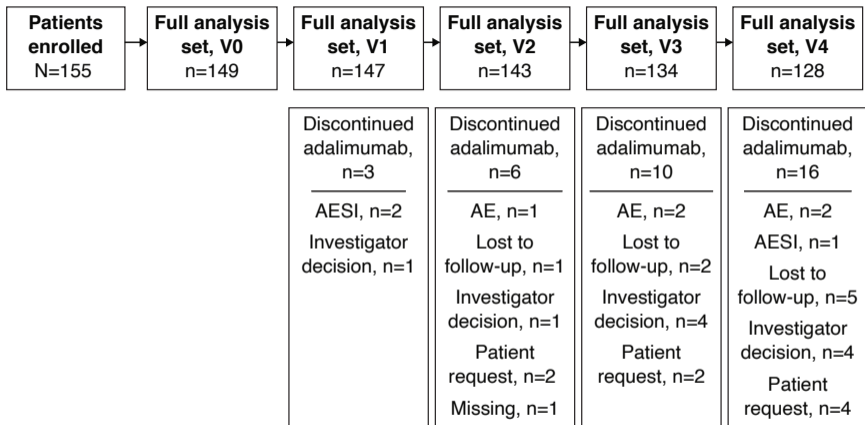 Patients
enrolled
N=155
Full analysis
set, V0
n=149
Full analysis
set, V1
n=147
Full analysis
set, V2
n=143
Full analysis
set, V3
n=134
Full analysis
set, V4
n=128
Discontinued
adalimumab,
n=3
AESI, n=2
Investigator
decision, n=1
Discontinued
adalimumab,
n=6
AE, n=1
Lost to
follow-up, n=1
Investigator
decision, n=1
Patient
request, n=2
Missing, n=1
Discontinued
adalimumab,
n=10
AE, n=2
Lost to
follow-up, n=2
Investigator
decision, n=4
Patient
request, n=2
Discontinued
adalimumab,
n=16
AE, n=2
AESI, n=1
Lost to
follow-up, n=5
Investigator
decision, n=4
Patient
request, n=4